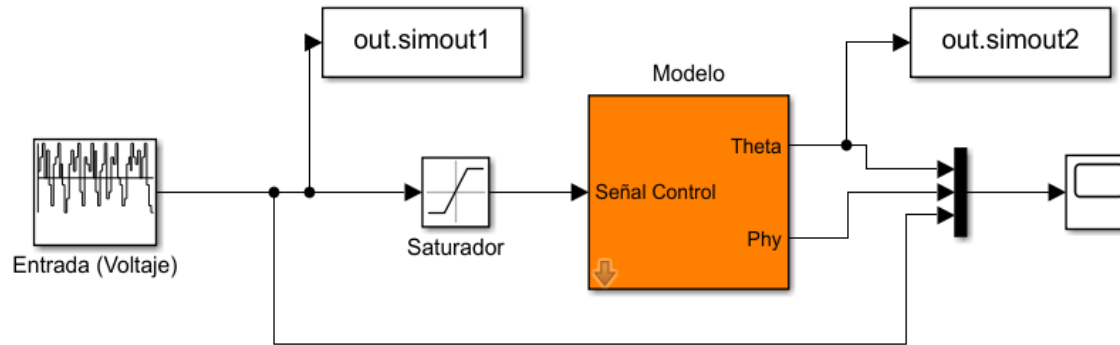 out.simout1
out.simout2
Modelo
Theta
Señal Control
Phy
Saturador
Entrada (Voltaje)